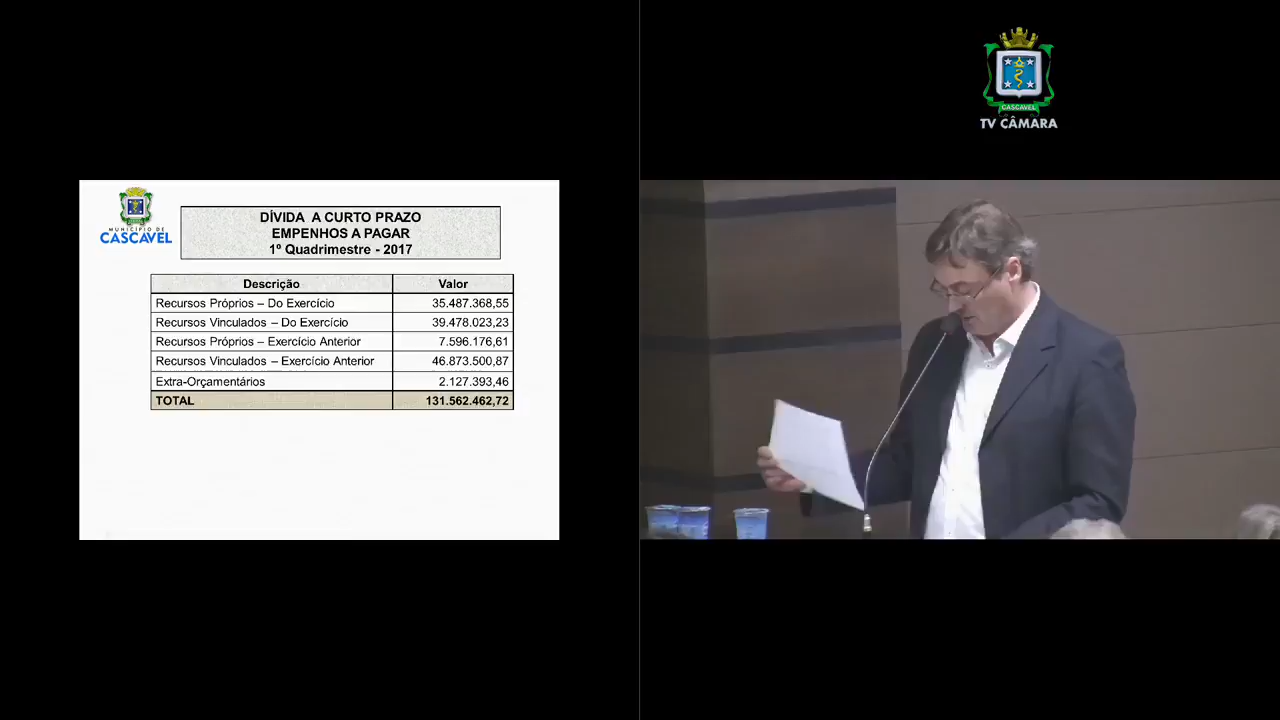 MUNICÍPIO DE
CASCAVEL
DÍVIDA A CURTO PRAZO
EMPENHOS A PAGAR
1º Quadrimestre - 2017
Descrição Valor
Recursos Próprios – Do Exercício 35.487.368,55
Recursos Vinculados – Do Exercício 39.478.023,23
Recursos Próprios – Exercício Anterior 7.596.176,61
Recursos Vinculados – Exercício Anterior 46.873.500,87
Extra-Orçamentários 2.127.393,46
TOTAL 131.562.462,72
CASCAVEL
TV CÂMARA